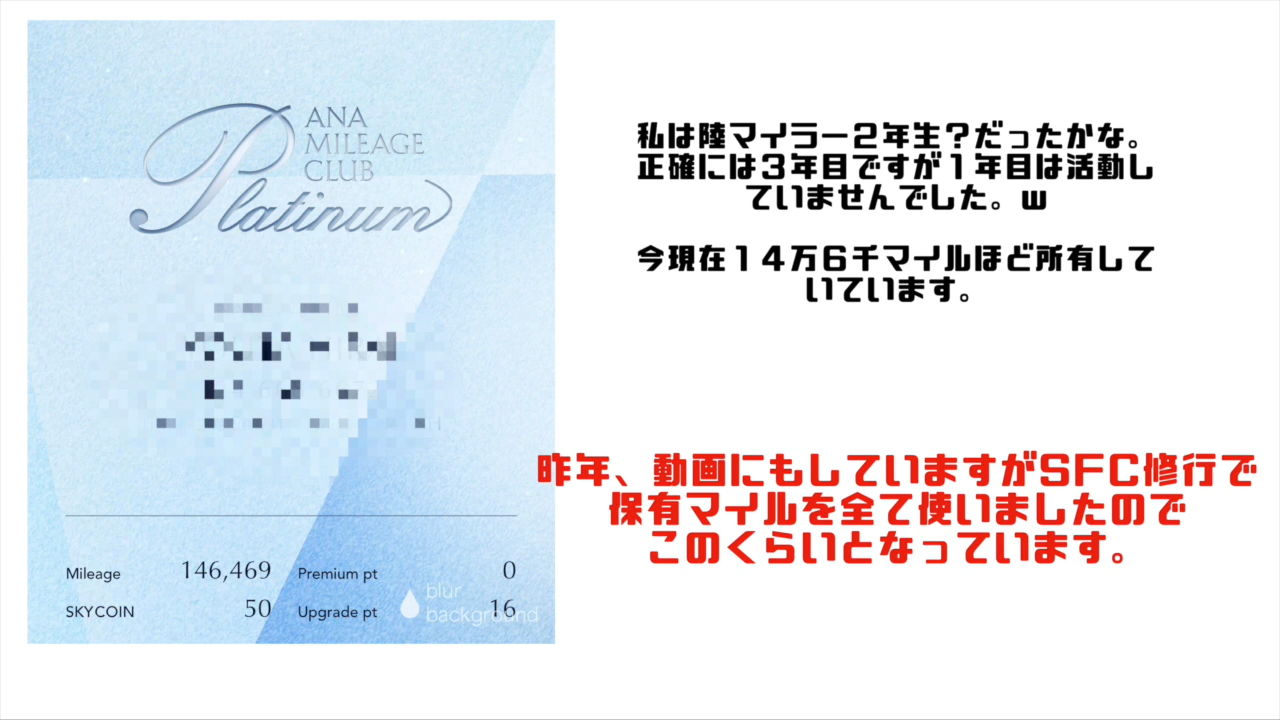 ANA
MILEAGE
CLUB
Platinum
Mileage 146,469 Premium pt 0
SKYCOIN 50 Upgrade pt 16
blur
background
私は陸マイラー２年生？だったかな。
正確には３年目ですが１年目は活動し
ていませんでした。w
今現在１４万６千マイルほど所有して
いています。
昨年、動画にもしていますがSFC修行で
保有マイルを全て使いましたので
このくらいとなっています。